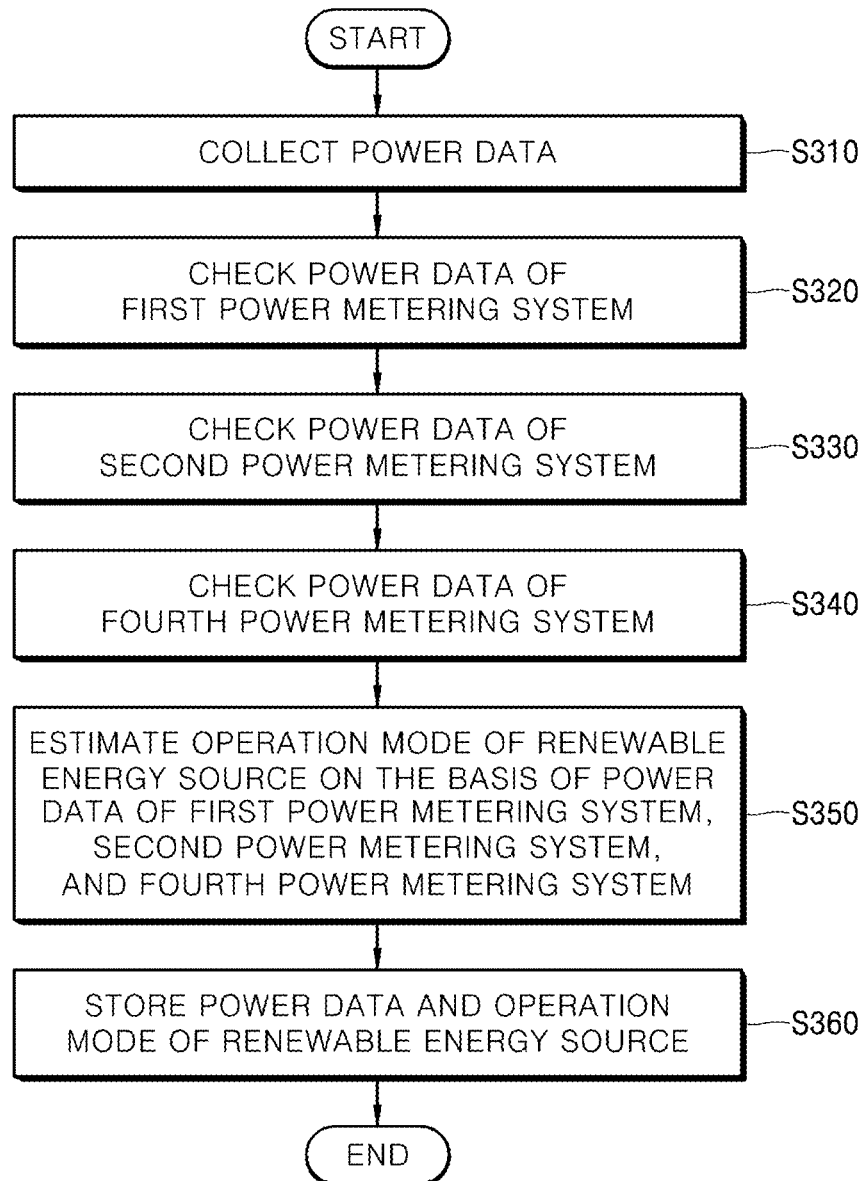 START
COLLECT POWER DATA
S310
CHECK POWER DATA OF
FIRST POWER METERING SYSTEM
S320
CHECK POWER DATA OF
SECOND POWER METERING SYSTEM
S330
CHECK POWER DATA OF
FOURTH POWER METERING SYSTEM
S340
ESTIMATE OPERATION MODE OF RENEWABLE
ENERGY SOURCE ON THE BASIS OF POWER
DATA OF FIRST POWER METERING SYSTEM,
SECOND POWER METERING SYSTEM,
AND FOURTH POWER METERING SYSTEM
S350
STORE POWER DATA AND OPERATION
MODE OF RENEWABLE ENERGY SOURCE
S360
END